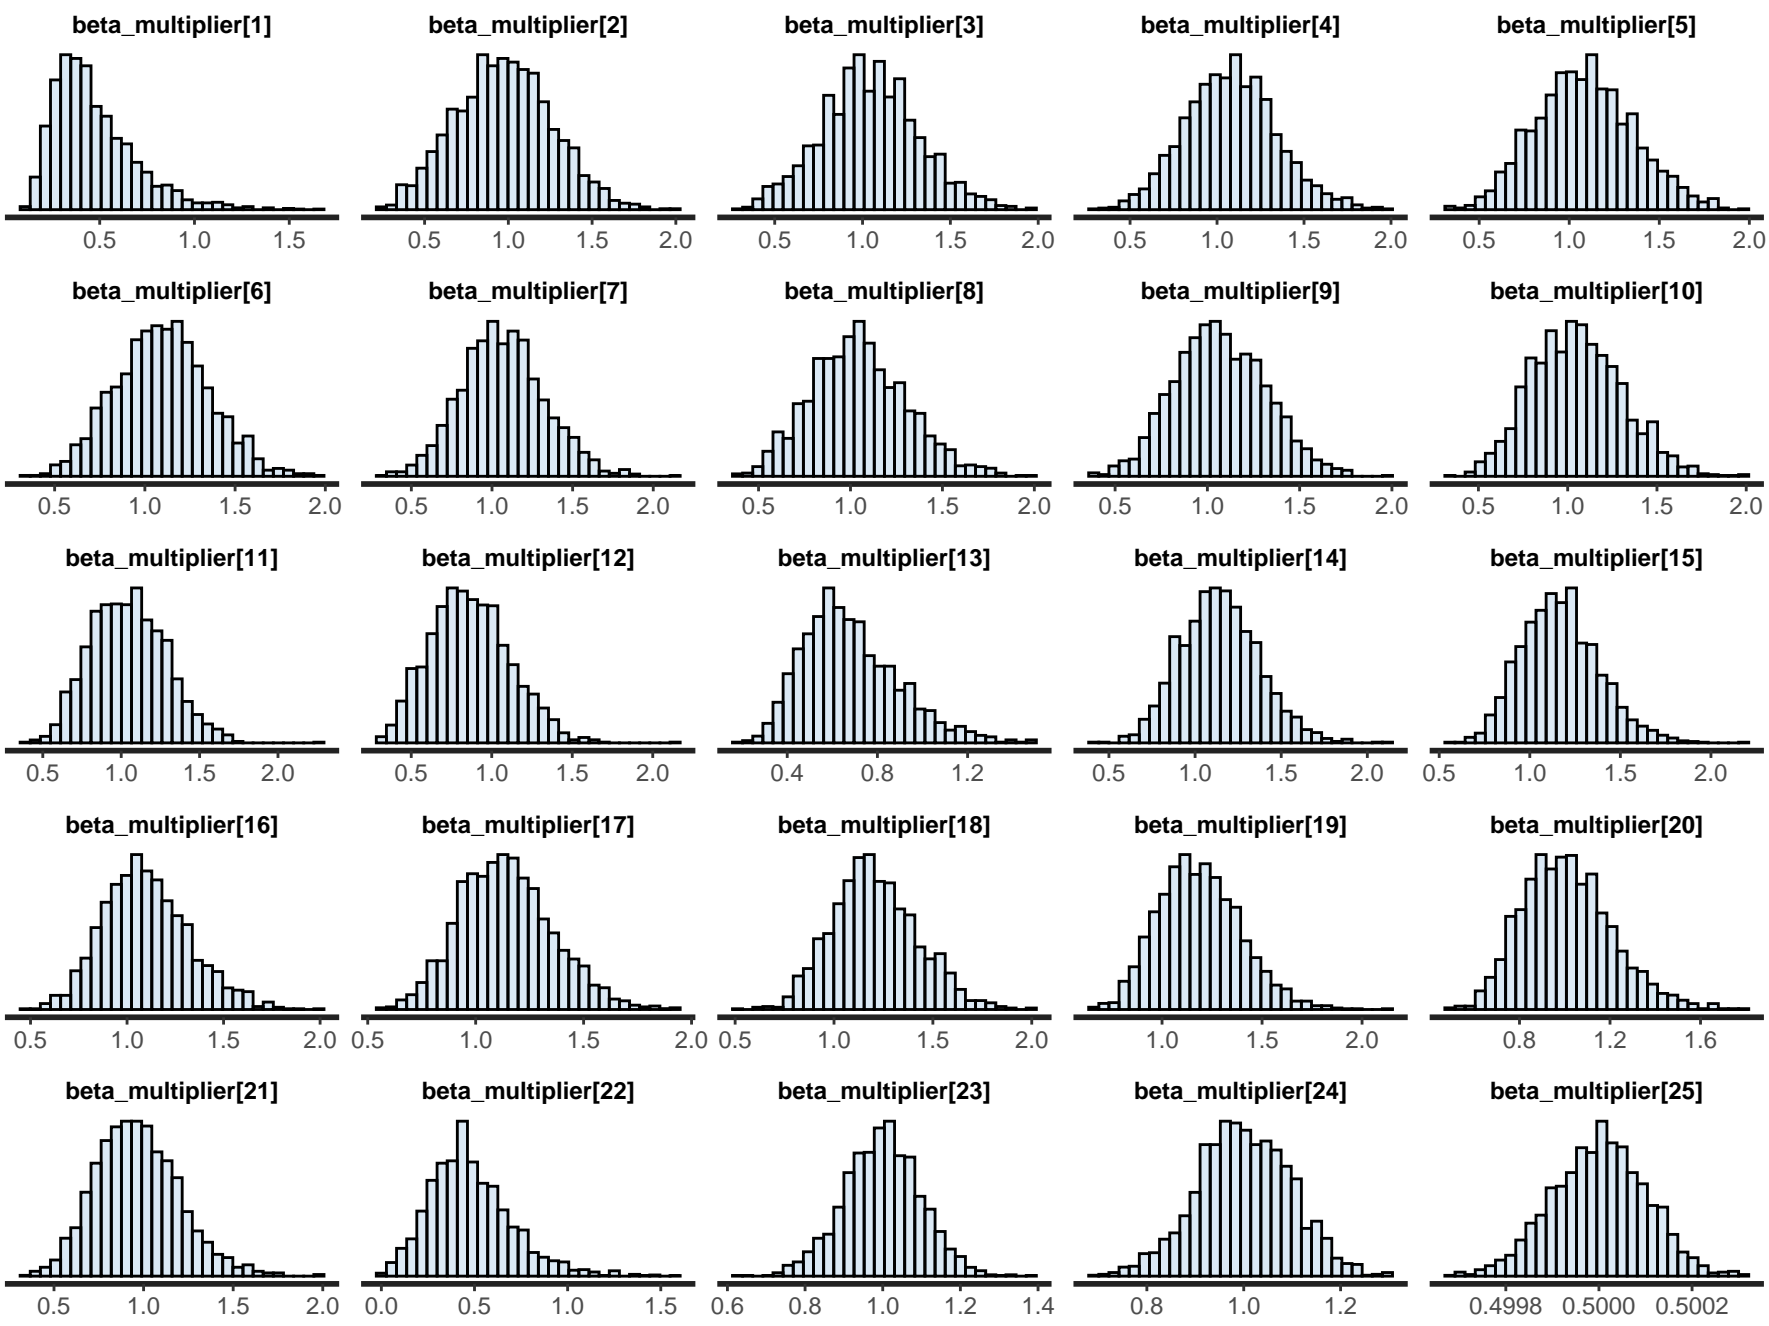 beta_multiplier[1] beta_multiplier[2] beta_multiplier[3] beta_multiplier[4] beta_multiplier[5]
0.5 1.0 1.5 0.5 1.0 1.5 2.0 0.5 1.0 1.5 2.0 0.5 1.0 1.5 2.0 0.5 1.0 1.5 2.0
beta_multiplier[6] beta_multiplier[7] beta_multiplier[8] beta_multiplier[9] beta_multiplier[10]
0.5 1.0 1.5 2.0 0.5 1.0 1.5 2.0 0.5 1.0 1.5 2.0 0.5 1.0 1.5 2.0 0.5 1.0 1.5 2.0
beta_multiplier[11] beta_multiplier[12] beta_multiplier[13] beta_multiplier[14] beta_multiplier[15]
0.5 1.0 1.5 2.0 0.5 1.0 1.5 2.0 0.4 0.8 1.2 0.5 1.0 1.5 2.0 0.5 1.0 1.5 2.0
beta_multiplier[16] beta_multiplier[17] beta_multiplier[18] beta_multiplier[19] beta_multiplier[20]
0.5 1.0 1.5 2.0 0.5 1.0 1.5 2.0 0.5 1.0 1.5 2.0 1.0 1.5 2.0 0.8 1.2 1.6
beta_multiplier[21] beta_multiplier[22] beta_multiplier[23] beta_multiplier[24] beta_multiplier[25]
0.5 1.0 1.5 2.0 0.0 0.5 1.0 1.5 0.6 0.8 1.0 1.2 1.4 0.8 1.0 1.2 0.4998 0.5000 0.5002